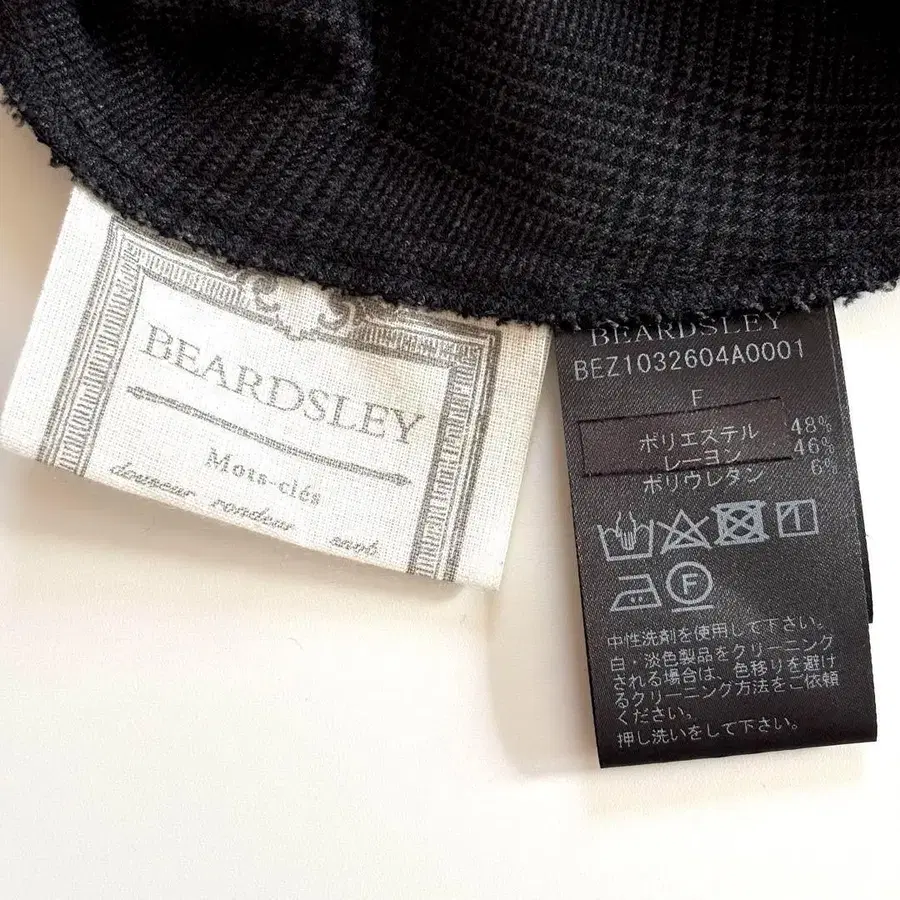 BEARDSLEY
Mots-clés
douceur rondeur
snob
BEARDSLEY
BEZ1032604A0001
F
ポリエステル 48%
レーヨン 46%
ポリウレタン 6%
F
中性洗剤を使用して下さい。
白・淡色製品をクリーニング
される場合は、色移りを避け
るクリーニング方法をご依頼
ください。
押し洗いをして下さい。